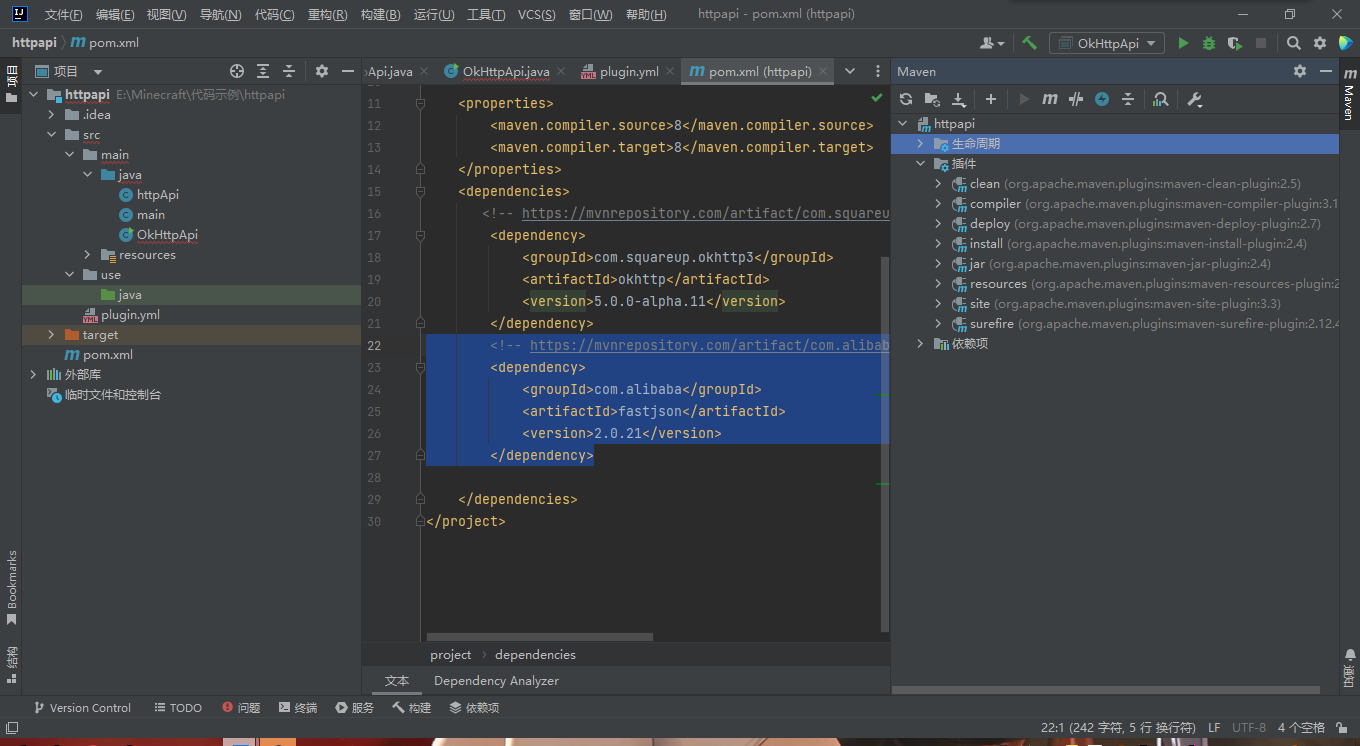 文件(F) 编辑(E) 视图(V) 导航(N) 代码(C) 重构(R) 构建(B) 运行(U) 工具(T) VCS(S) 窗口(W) 帮助(H) httpapi - pom.xml (httpapi)
httpapi pom.xml OkHttpApi
项目
Api.java OkHttpApi.java plugin.yml pom.xml (httpapi)
Maven
Maven
项目
httpapi E:\Minecraft\代码示例\httpapi
.idea
src
main
java
httpApi
main
OkHttpApi
resources
use
java
plugin.yml
target
pom.xml
外部库
临时文件和控制台
11 <properties>
12 <maven.compiler.source>8</maven.compiler.source>
13 <maven.compiler.target>8</maven.compiler.target>
14 </properties>
15 <dependencies>
16 <!-- https://mvnrepository.com/artifact/com.squareu
17 <dependency>
18 <groupId>com.squareup.okhttp3</groupId>
19 <artifactId>okhttp</artifactId>
20 <version>5.0.0-alpha.11</version>
21 </dependency>
22 <!-- https://mvnrepository.com/artifact/com.alibab
23 <dependency>
24 <groupId>com.alibaba</groupId>
25 <artifactId>fastjson</artifactId>
26 <version>2.0.21</version>
27 </dependency>
28
29 </dependencies>
30 </project>
httpapi
生命周期
插件
clean (org.apache.maven.plugins:maven-clean-plugin:2.5)
compiler (org.apache.maven.plugins:maven-compiler-plugin:3.1
deploy (org.apache.maven.plugins:maven-deploy-plugin:2.7)
install (org.apache.maven.plugins:maven-install-plugin:2.4)
jar (org.apache.maven.plugins:maven-jar-plugin:2.4)
resources (org.apache.maven.plugins:maven-resources-plugin:2
site (org.apache.maven.plugins:maven-site-plugin:3.3)
surefire (org.apache.maven.plugins:maven-surefire-plugin:2.12.4
依赖项
Bookmarks
结构
通知
project dependencies
文本 Dependency Analyzer
Version Control TODO 问题 终端 服务 构建 依赖项
22:1 (242 字符, 5 行 换行符) LF UTF-8 4 个空格